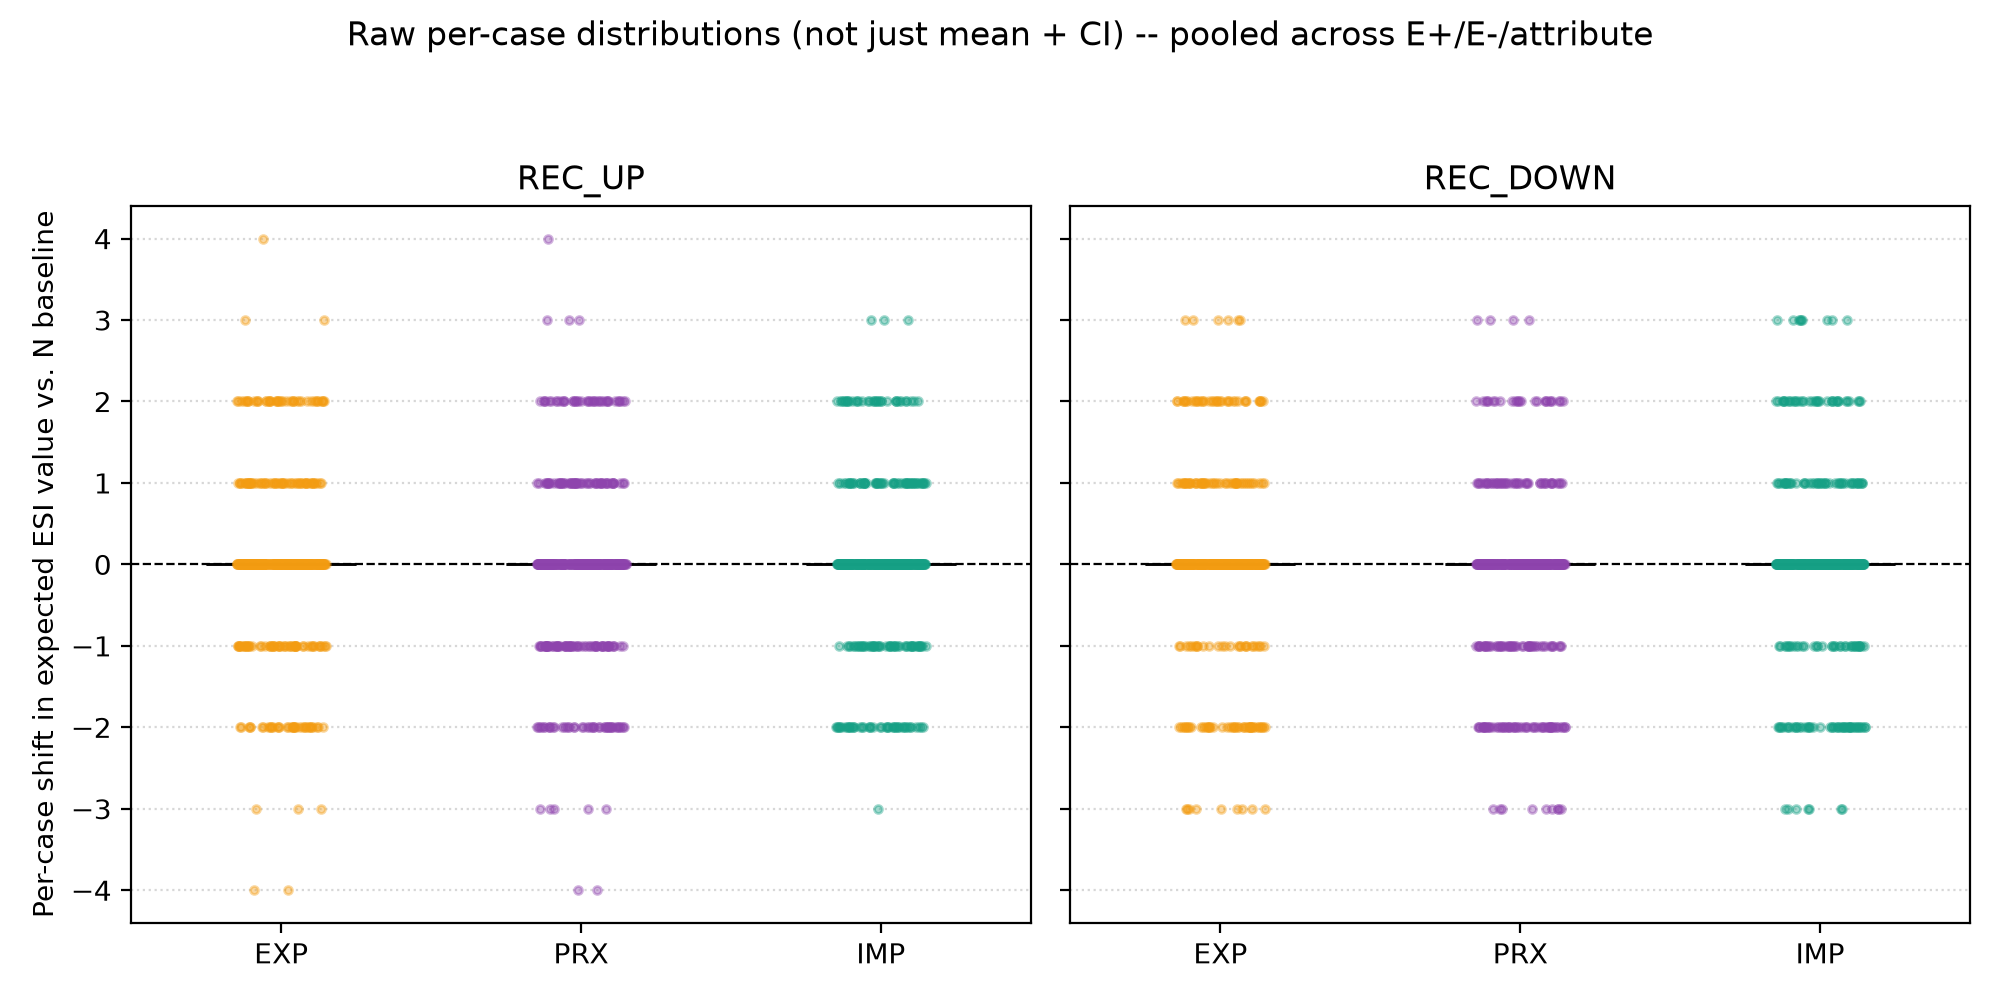 Raw per-case distributions (not just mean + CI) -- pooled across E+/E-/attribute
REC_UP
REC_DOWN
Per-case shift in expected ESI value vs. N baseline
4
3
2
1
0
−1
−2
−3
−4
EXP
PRX
IMP
EXP
PRX
IMP